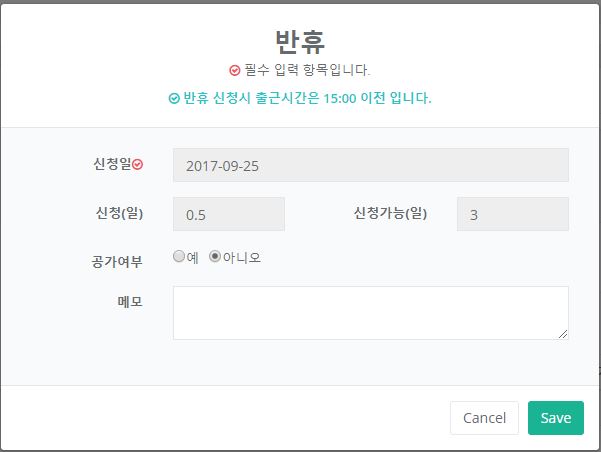 반휴
필수 입력 항목입니다.
반휴 신청시 출근시간은 15:00 이전 입니다.
신청일 2017-09-25
신청(일) 0.5 신청가능(일) 3
공가여부 예 아니오
메모
Cancel Save